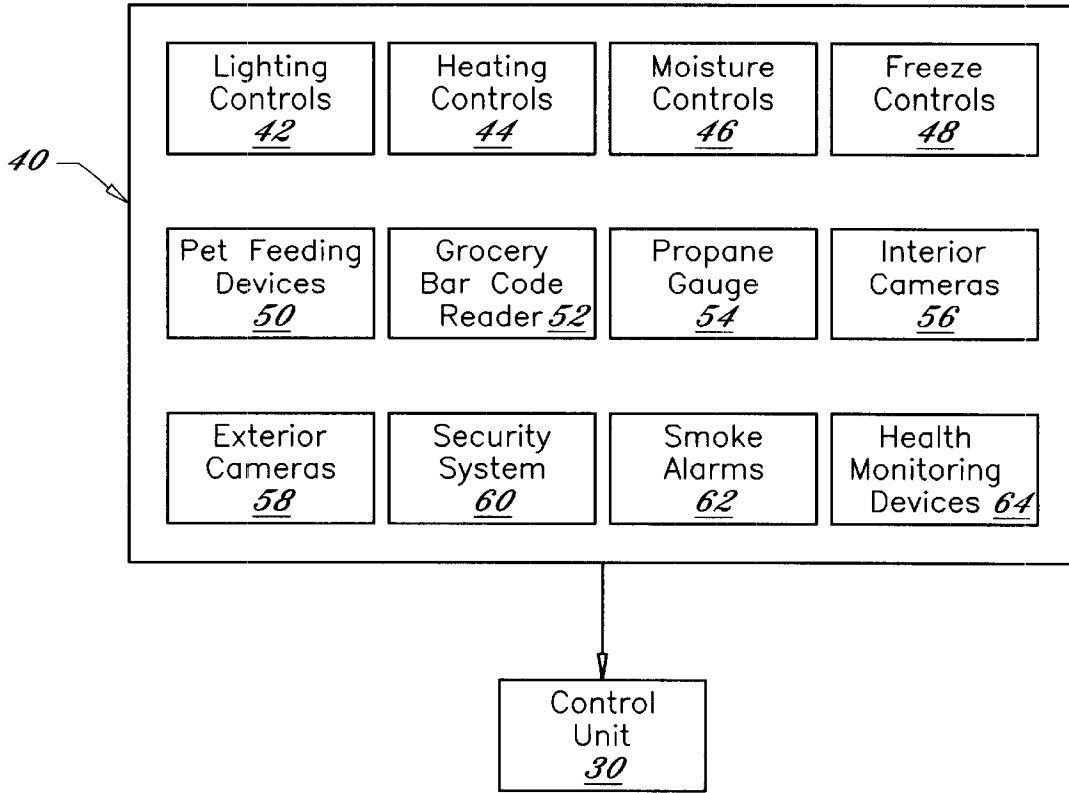 Lighting
Controls
42
Heating
Controls
44
Moisture
Controls
46
Freeze
Controls
48
40
Pet Feeding
Devices
50
Grocery
Bar Code
Reader 52
Propane
Gauge
54
Interior
Cameras
56
Exterior
Cameras
58
Security
System
60
Smoke
Alarms
62
Health
Monitoring
Devices 64
Control
Unit
30